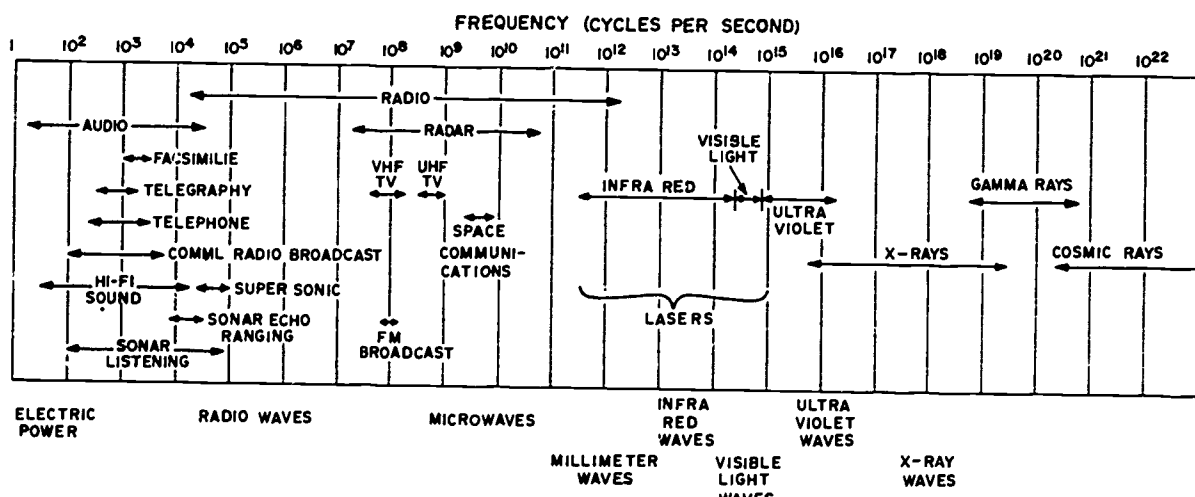 FREQUENCY (CYCLES PER SECOND)
1 10² 10³ 10⁴ 10⁵ 10⁶ 10⁷ 10⁸ 10⁹ 10¹⁰ 10¹¹ 10¹² 10¹³ 10¹⁴ 10¹⁵ 10¹⁶ 10¹⁷ 10¹⁸ 10¹⁹ 10²⁰ 10²¹ 10²²
RADIO
AUDIO
RADAR
FACSIMILIE
TELEGRAPHY
TELEPHONE
COMML RADIO BROADCAST
HI-FI
SOUND
SUPER SONIC
SONAR ECHO
RANGING
SONAR
LISTENING
VHF
TV
UHF
TV
SPACE
COMMUNI-
CATIONS
FM
BROADCAST
VISIBLE
LIGHT
INFRA RED
ULTRA
VIOLET
LASERS
X-RAYS
GAMMA RAYS
COSMIC RAYS
ELECTRIC
POWER
RADIO WAVES
MICROWAVES
MILLIMETER
WAVES
INFRA
RED
WAVES
VISIBLE
LIGHT
WAVES
ULTRA
VIOLET
WAVES
X-RAY
WAVES